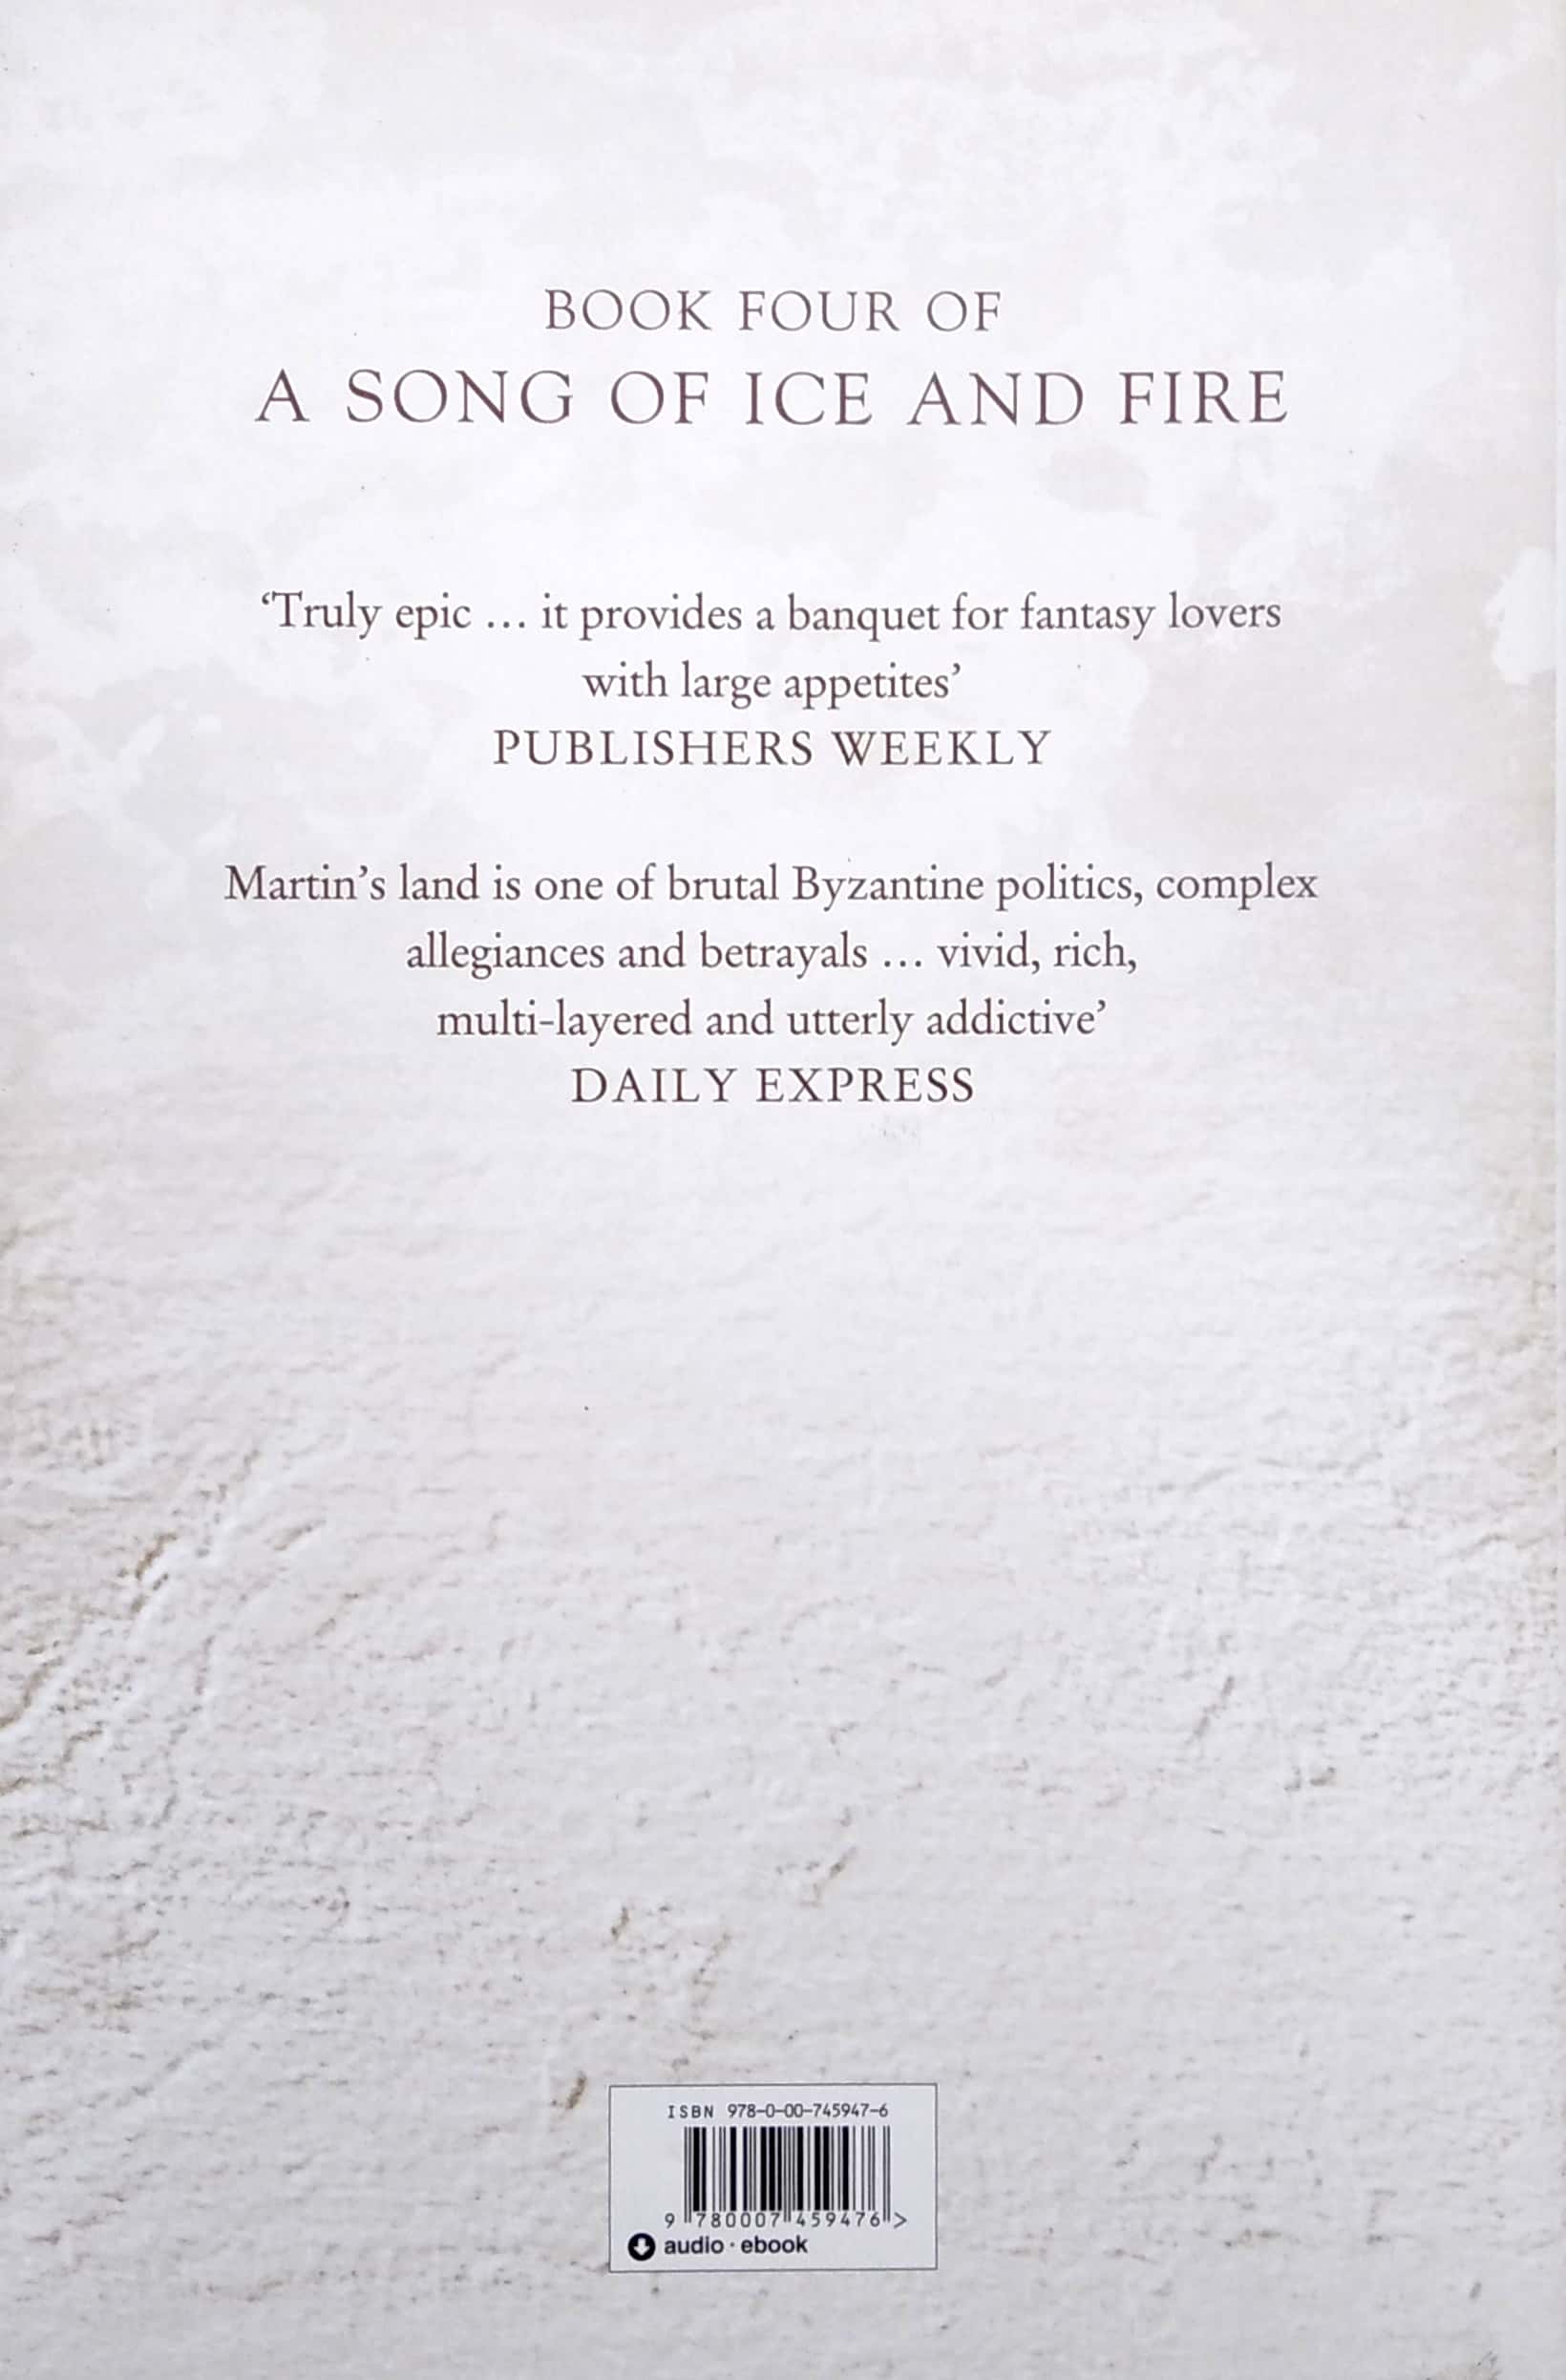 BOOK FOUR OF
A SONG OF ICE AND FIRE
‘Truly epic … it provides a banquet for fantasy lovers
with large appetites’
PUBLISHERS WEEKLY
Martin’s land is one of brutal Byzantine politics, complex
allegiances and betrayals … vivid, rich,
multi-layered and utterly addictive’
DAILY EXPRESS
ISBN 978-0-00-745947-6
9 780007 459476 >
audio · ebook